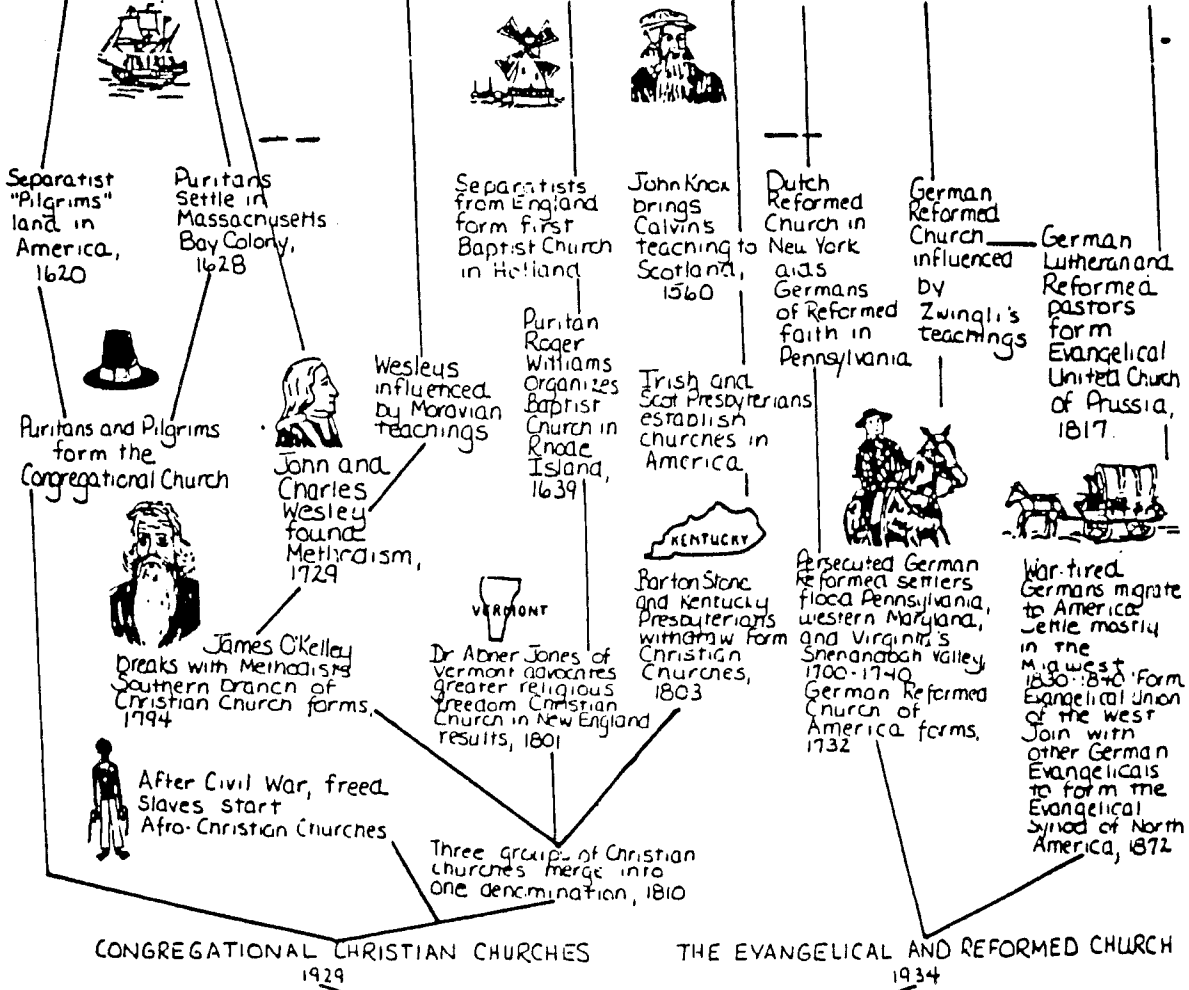 Separatist
"Pilgrims"
land in
America,
1620
Puritans
Settle in
Massachusetts
Bay Colony,
1628
Separatists
from England
form first
Baptist Church
in Holland
John Knox
brings
Calvin's
teaching to
Scotland,
1560
Dutch
Reformed
Church in
New York
aids
Germans
of Reformed
faith in
Pennsylvania
German
Reformed
Church
influenced
by
Zwingli's
teachings
German
Lutheran and
Reformed
pastors
form
Evangelical
United Church
of Prussia,
1817
Puritans and Pilgrims
form the
Congregational Church
John and
Charles
Wesley
found
Methodism,
1729
Wesleys
influenced
by Moravian
teachings
Puritan
Roger
Williams
Organizes
Baptist
Church in
Rhode
Island,
1639
Irish and
Scot Presbyterians
establish
churches in
America
KENTUCKY
VERMONT
James O'Kelley
breaks with Methodists
Southern Branch of
Christian Church forms,
1794
Dr Abner Jones of
Vermont advocates
greater religious
freedom Christian
Church in New England
results, 1801
Barton Stone
and Kentucky
Presbyterians
withdraw Form
Christian
Churches,
1803
Persecuted German
Reformed settlers
flood Pennsylvania,
western Maryland,
and Virginia's
Shenandoah Valley,
1700-1740
German Reformed
Church of
America forms,
1732
War-tired
Germans migrate
to America
Settle mostly
in the
Midwest
1830-1840 Form
Evangelical Union
of the West
Join with
other German
Evangelicals
to form the
Evangelical
Synod of North
America, 1872
After Civil War, freed
Slaves start
Afro-Christian Churches
Three groups of Christian
Churches merge into
one denomination, 1810
CONGREGATIONAL CHRISTIAN CHURCHES
1929
THE EVANGELICAL AND REFORMED CHURCH
1934